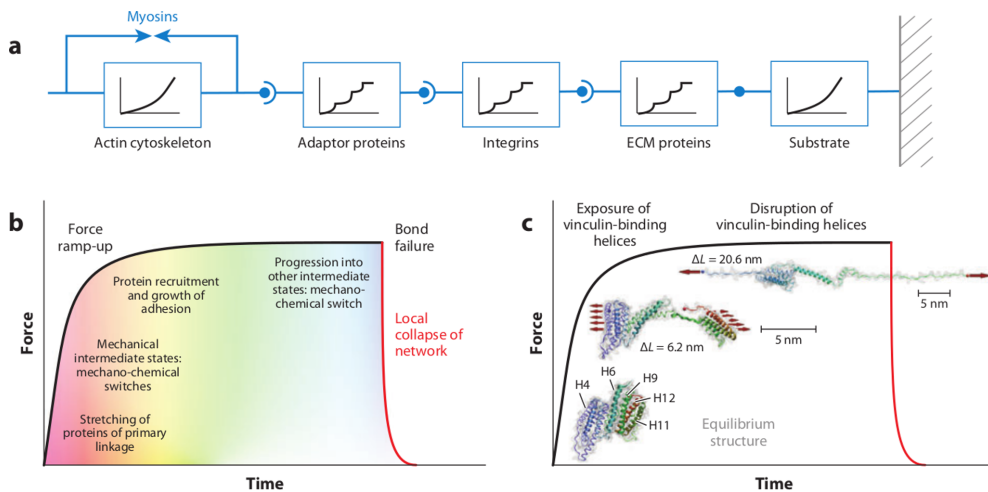 a
Myosins
Actin cytoskeleton
Adaptor proteins
Integrins
ECM proteins
Substrate
b
Force
ramp-up
Bond
failure
Protein recruitment
and growth of
adhesion
Progression into
other intermediate
states: mechano-
chemical switch
Mechanical
intermediate states:
mechano-chemical
switches
Local
collapse of
network
Stretching of
proteins of primary
linkage
Force
Time
c
Exposure of
vinculin-binding
helices
Disruption of
vinculin-binding helices
ΔL = 20.6 nm
5 nm
ΔL = 6.2 nm
5 nm
H4
H6
H9
H12
H11
Equilibrium
structure
Force
Time